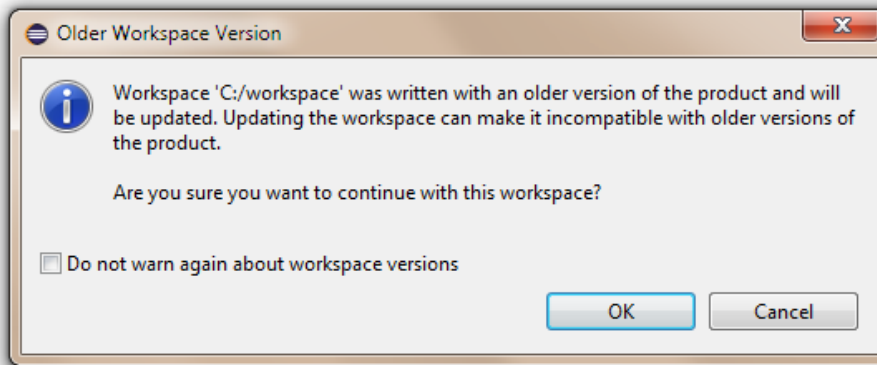 Older Workspace Version
Workspace 'C:/workspace' was written with an older version of the product and will
be updated. Updating the workspace can make it incompatible with older versions of
the product.
Are you sure you want to continue with this workspace?
Do not warn again about workspace versions
OK
Cancel